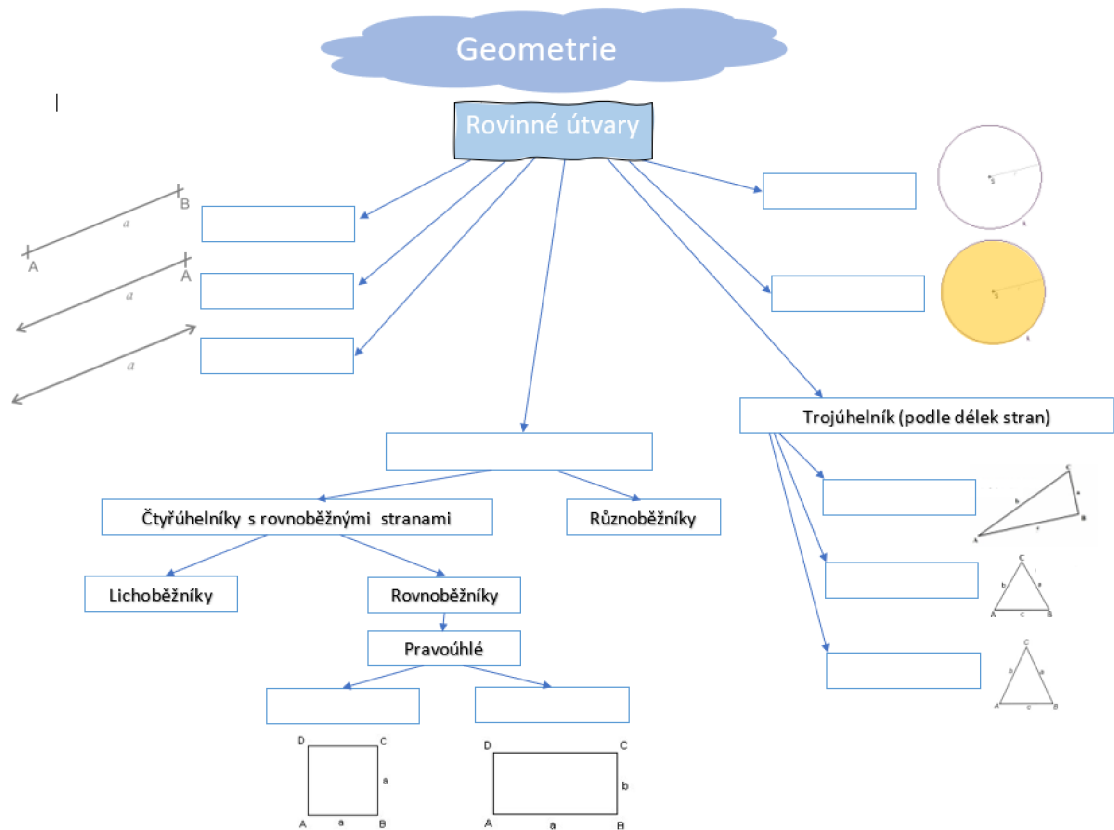 Geometrie
Rovinné útvary
B
a
A
A
a
a
S
r
k
S
r
k
Trojúhelník (podle délek stran)
C
b
a
A
c
B
C
b
a
A
c
B
C
b
a
A
c
B
Čtyřúhelníky s rovnoběžnými stranami
Různoběžníky
Lichoběžníky
Rovnoběžníky
Pravoúhlé
D
C
a
A
a
B
D
C
b
A
a
B